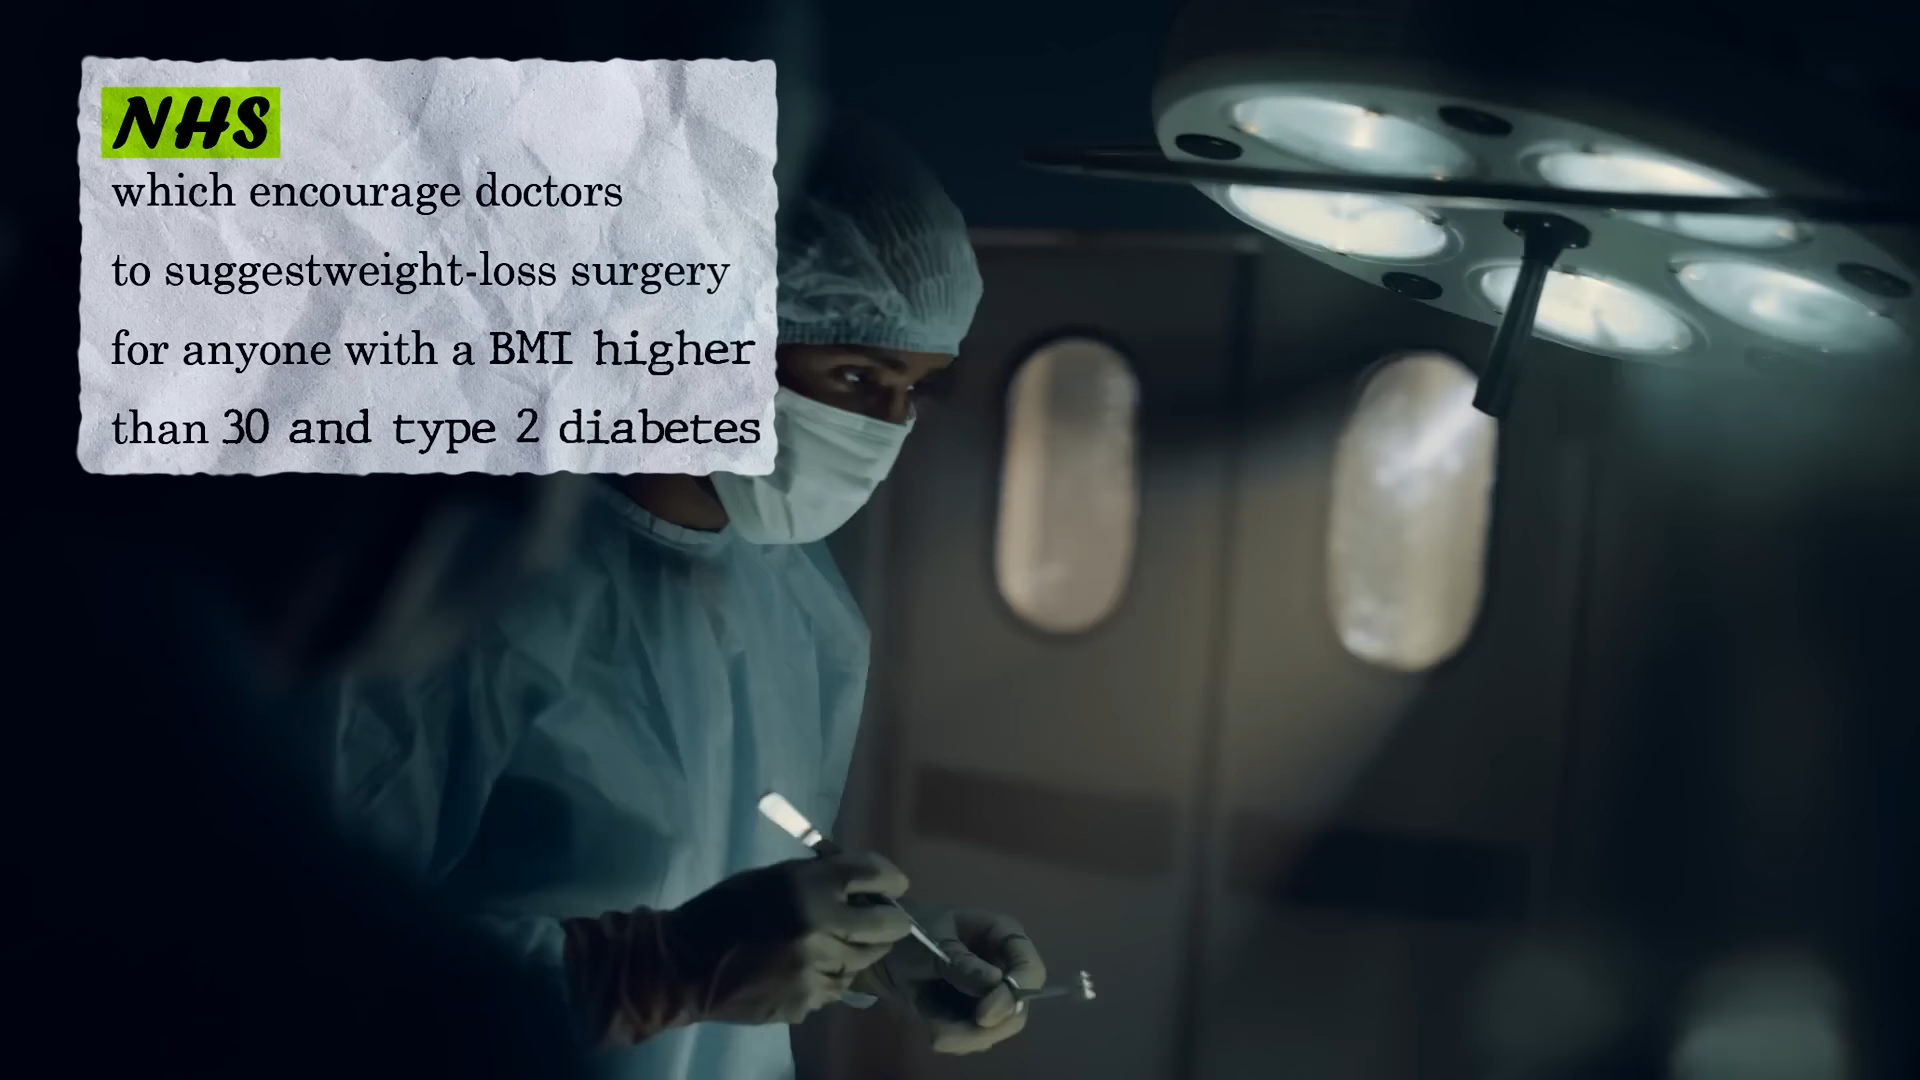 NHS
which encourage doctors
to suggestweight-loss surgery
for anyone with a BMI higher
than 30 and type 2 diabetes